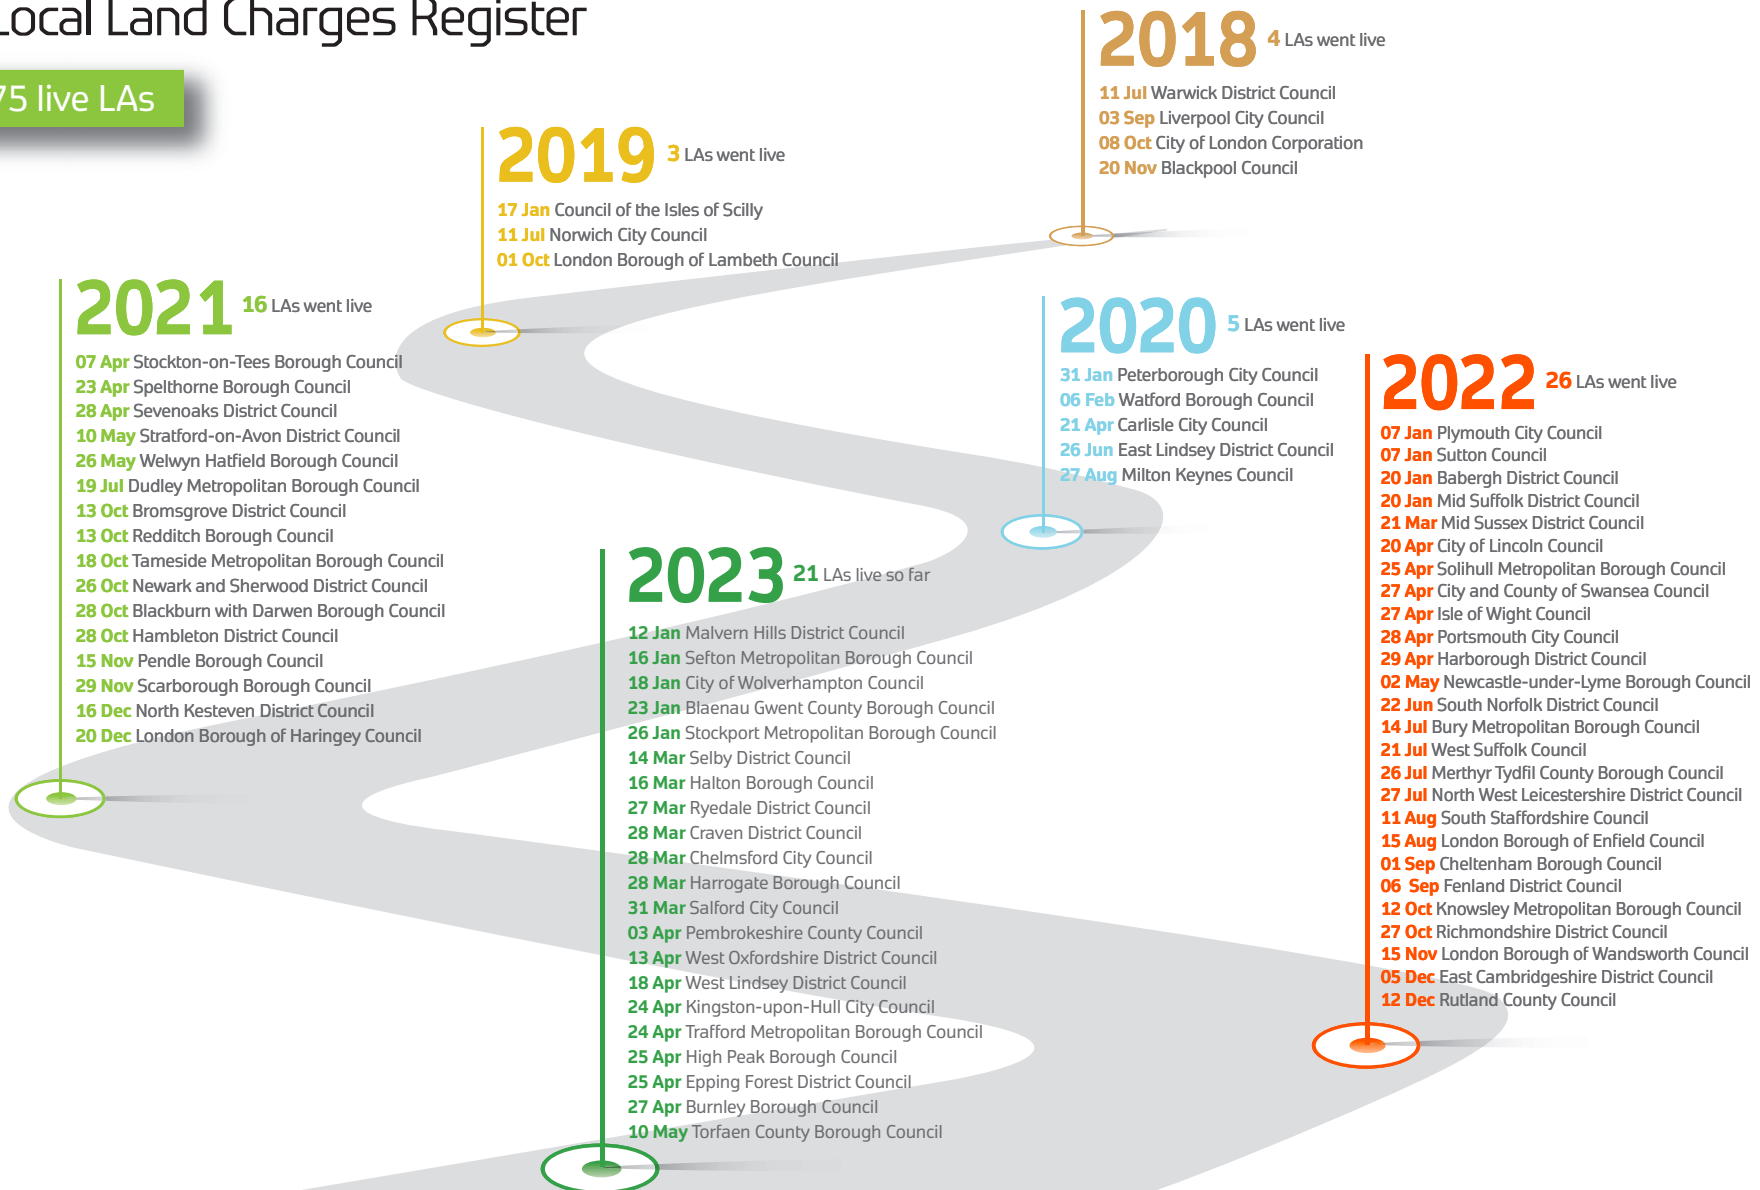 Local Land Charges Register
75 live LAs
2018 4 LAs went live
11 Jul Warwick District Council
03 Sep Liverpool City Council
08 Oct City of London Corporation
20 Nov Blackpool Council
2019 3 LAs went live
17 Jan Council of the Isles of Scilly
11 Jul Norwich City Council
01 Oct London Borough of Lambeth Council
2020 5 LAs went live
31 Jan Peterborough City Council
06 Feb Watford Borough Council
21 Apr Carlisle City Council
26 Jun East Lindsey District Council
27 Aug Milton Keynes Council
2021 16 LAs went live
07 Apr Stockton-on-Tees Borough Council
23 Apr Spelthorne Borough Council
28 Apr Sevenoaks District Council
10 May Stratford-on-Avon District Council
26 May Welwyn Hatfield Borough Council
19 Jul Dudley Metropolitan Borough Council
13 Oct Bromsgrove District Council
13 Oct Redditch Borough Council
18 Oct Tameside Metropolitan Borough Council
26 Oct Newark and Sherwood District Council
28 Oct Blackburn with Darwen Borough Council
28 Oct Hambleton District Council
15 Nov Pendle Borough Council
29 Nov Scarborough Borough Council
16 Dec North Kesteven District Council
20 Dec London Borough of Haringey Council
2022 26 LAs went live
07 Jan Plymouth City Council
07 Jan Sutton Council
20 Jan Babergh District Council
20 Jan Mid Suffolk District Council
21 Mar Mid Sussex District Council
20 Apr City of Lincoln Council
25 Apr Solihull Metropolitan Borough Council
27 Apr City and County of Swansea Council
27 Apr Isle of Wight Council
28 Apr Portsmouth City Council
29 Apr Harborough District Council
02 May Newcastle-under-Lyme Borough Council
22 Jun South Norfolk District Council
14 Jul Bury Metropolitan Borough Council
21 Jul West Suffolk Council
26 Jul Merthyr Tydfil County Borough Council
27 Jul North West Leicestershire District Council
11 Aug South Staffordshire Council
15 Aug London Borough of Enfield Council
01 Sep Cheltenham Borough Council
06 Sep Fenland District Council
12 Oct Knowsley Metropolitan Borough Council
27 Oct Richmondshire District Council
15 Nov London Borough of Wandsworth Council
05 Dec East Cambridgeshire District Council
12 Dec Rutland County Council
2023 21 LAs live so far
12 Jan Malvern Hills District Council
16 Jan Sefton Metropolitan Borough Council
18 Jan City of Wolverhampton Council
23 Jan Blaenau Gwent County Borough Council
26 Jan Stockport Metropolitan Borough Council
14 Mar Selby District Council
16 Mar Halton Borough Council
27 Mar Ryedale District Council
28 Mar Craven District Council
28 Mar Chelmsford City Council
28 Mar Harrogate Borough Council
31 Mar Salford City Council
03 Apr Pembrokeshire County Council
13 Apr West Oxfordshire District Council
18 Apr West Lindsey District Council
24 Apr Kingston-upon-Hull City Council
24 Apr Trafford Metropolitan Borough Council
25 Apr High Peak Borough Council
25 Apr Epping Forest District Council
27 Apr Burnley Borough Council
10 May Torfaen County Borough Council